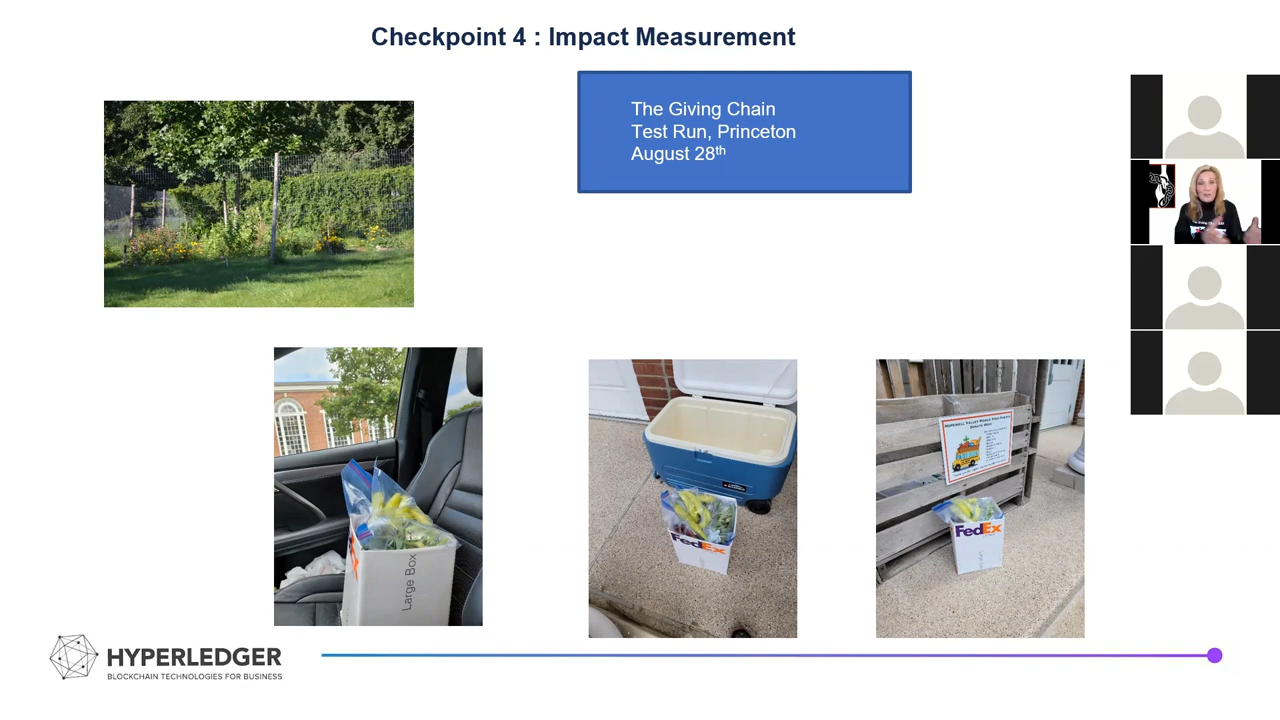 Checkpoint 4 : Impact Measurement
The Giving Chain
Test Run, Princeton
August 28th
Large Box
FedEx
FedEx
HYPERLEDGER
BLOCKCHAIN TECHNOLOGIES FOR BUSINESS